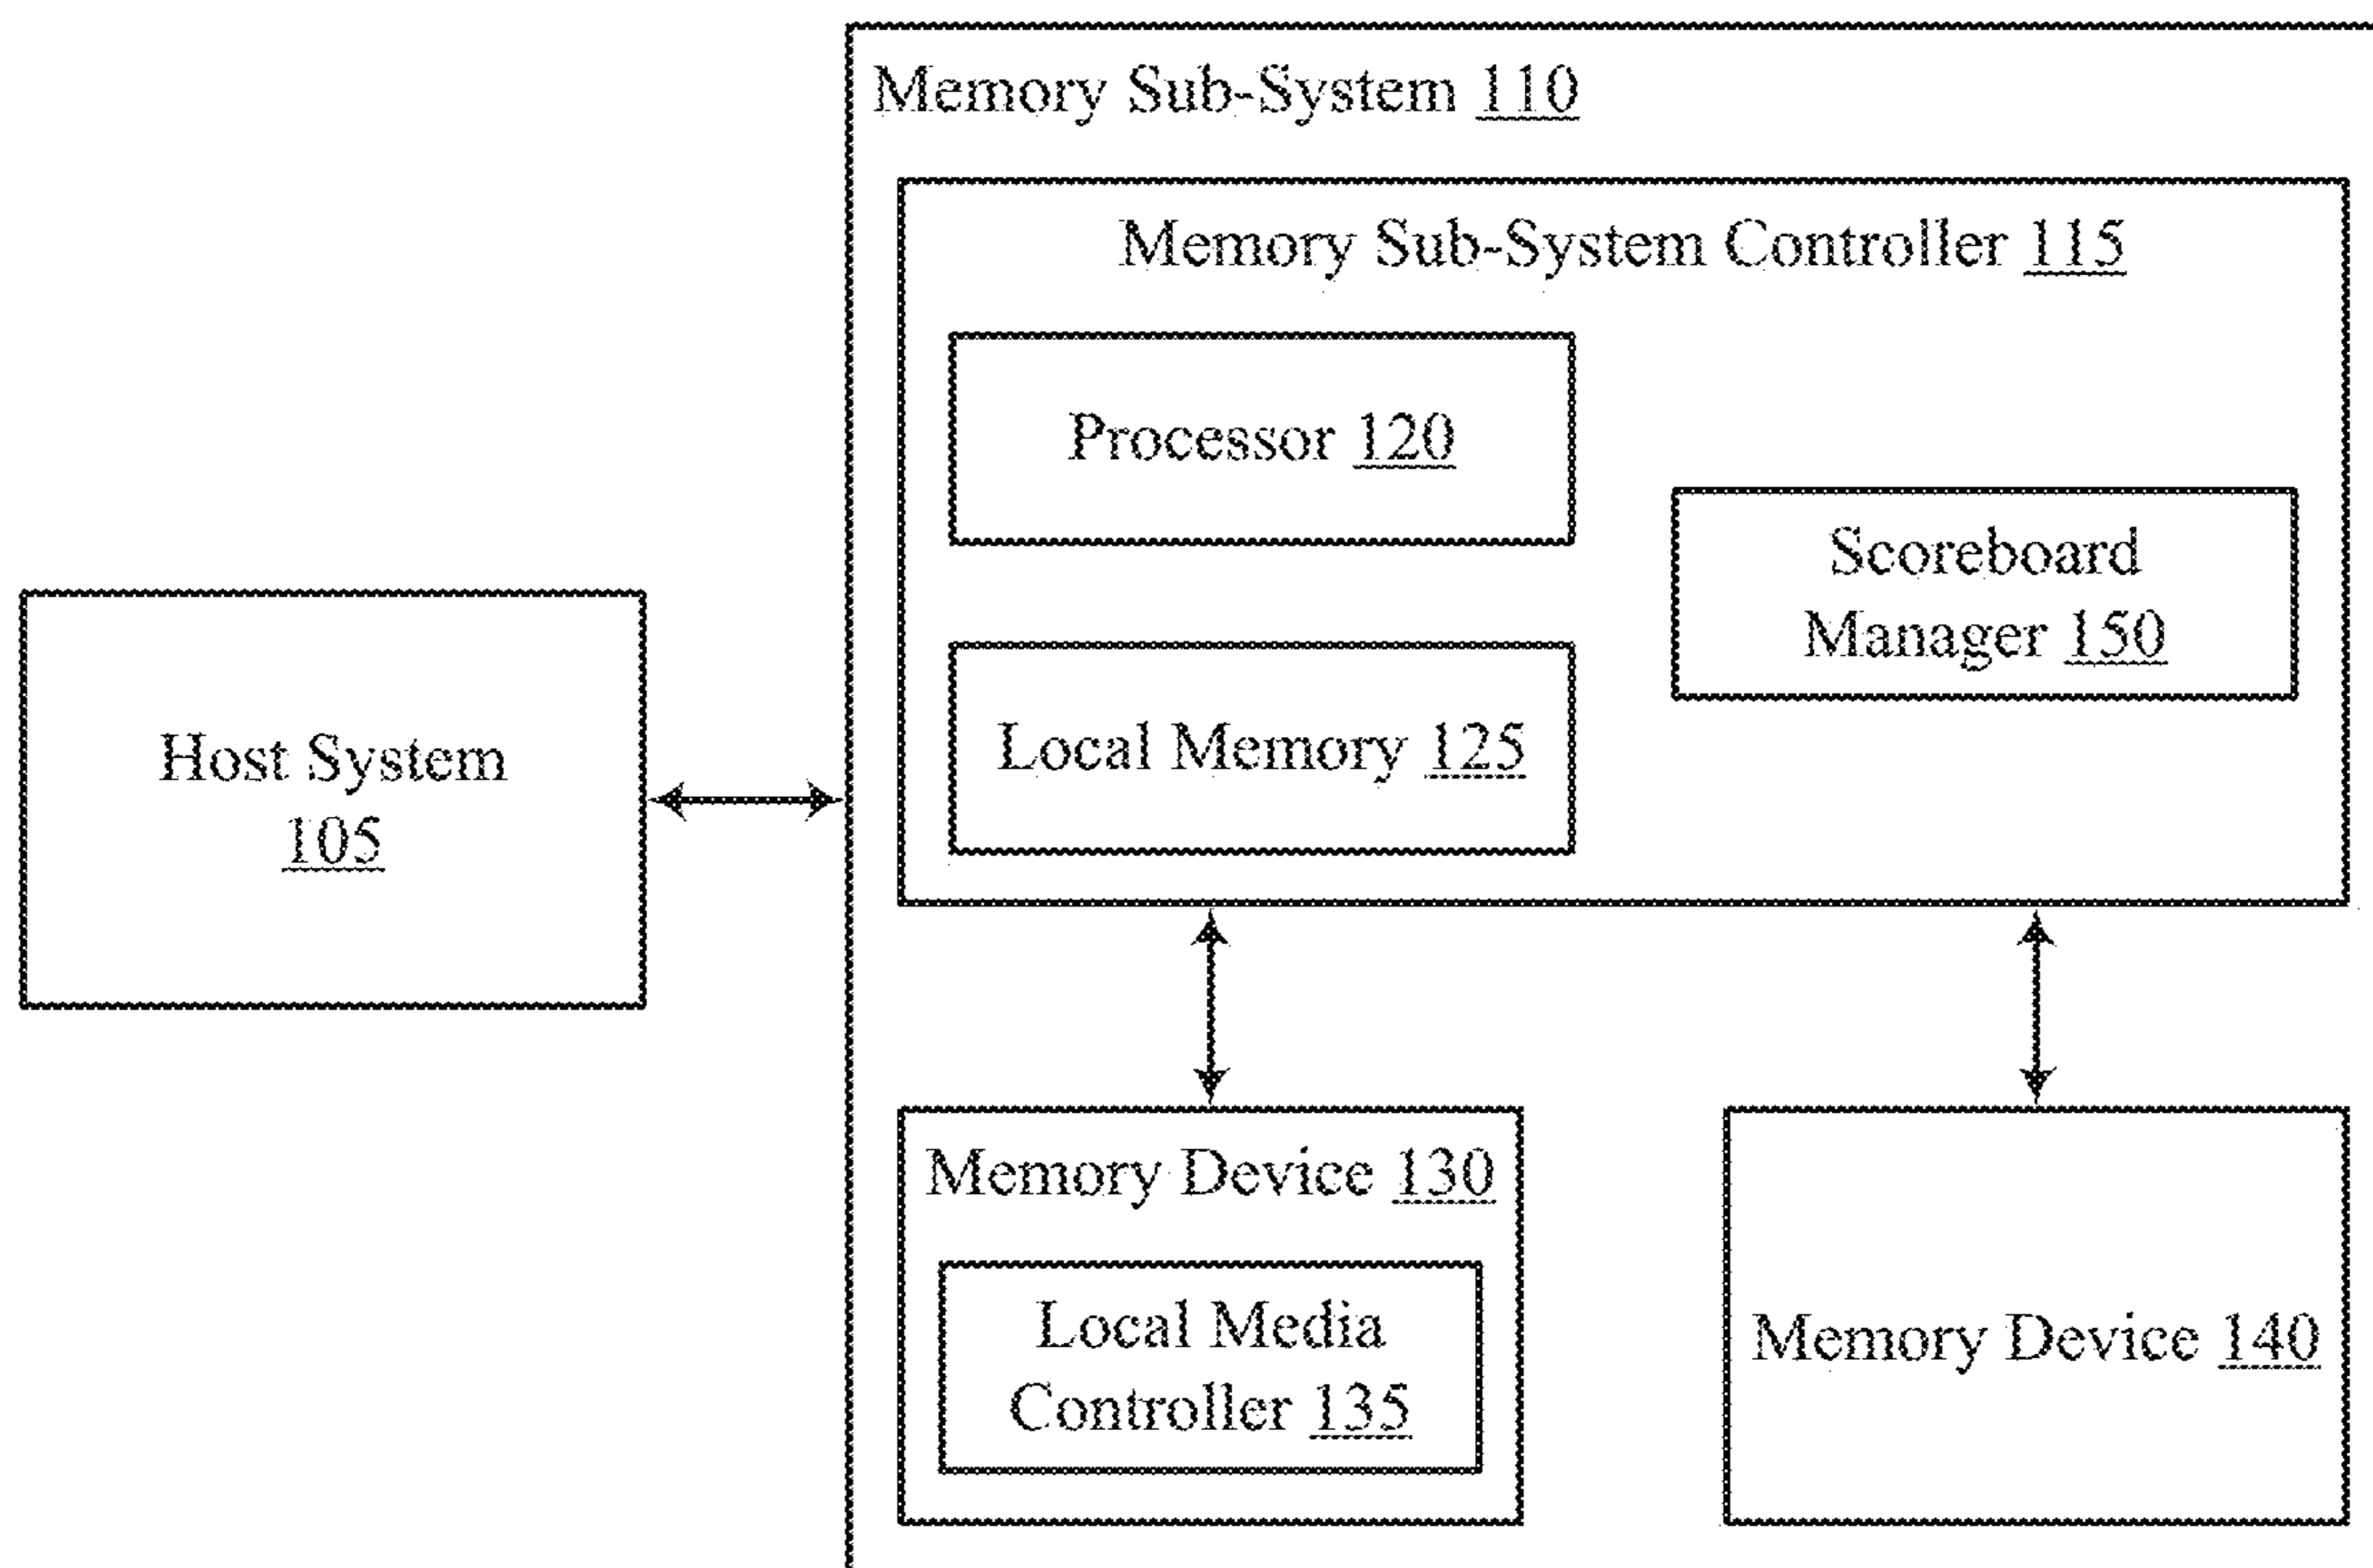 Memory Sub-System 110
Memory Sub-System Controller 115
Processor 120
Scoreboard
Manager 150
Local Memory 125
Host System
105
Memory Device 130
Local Media
Controller 135
Memory Device 140